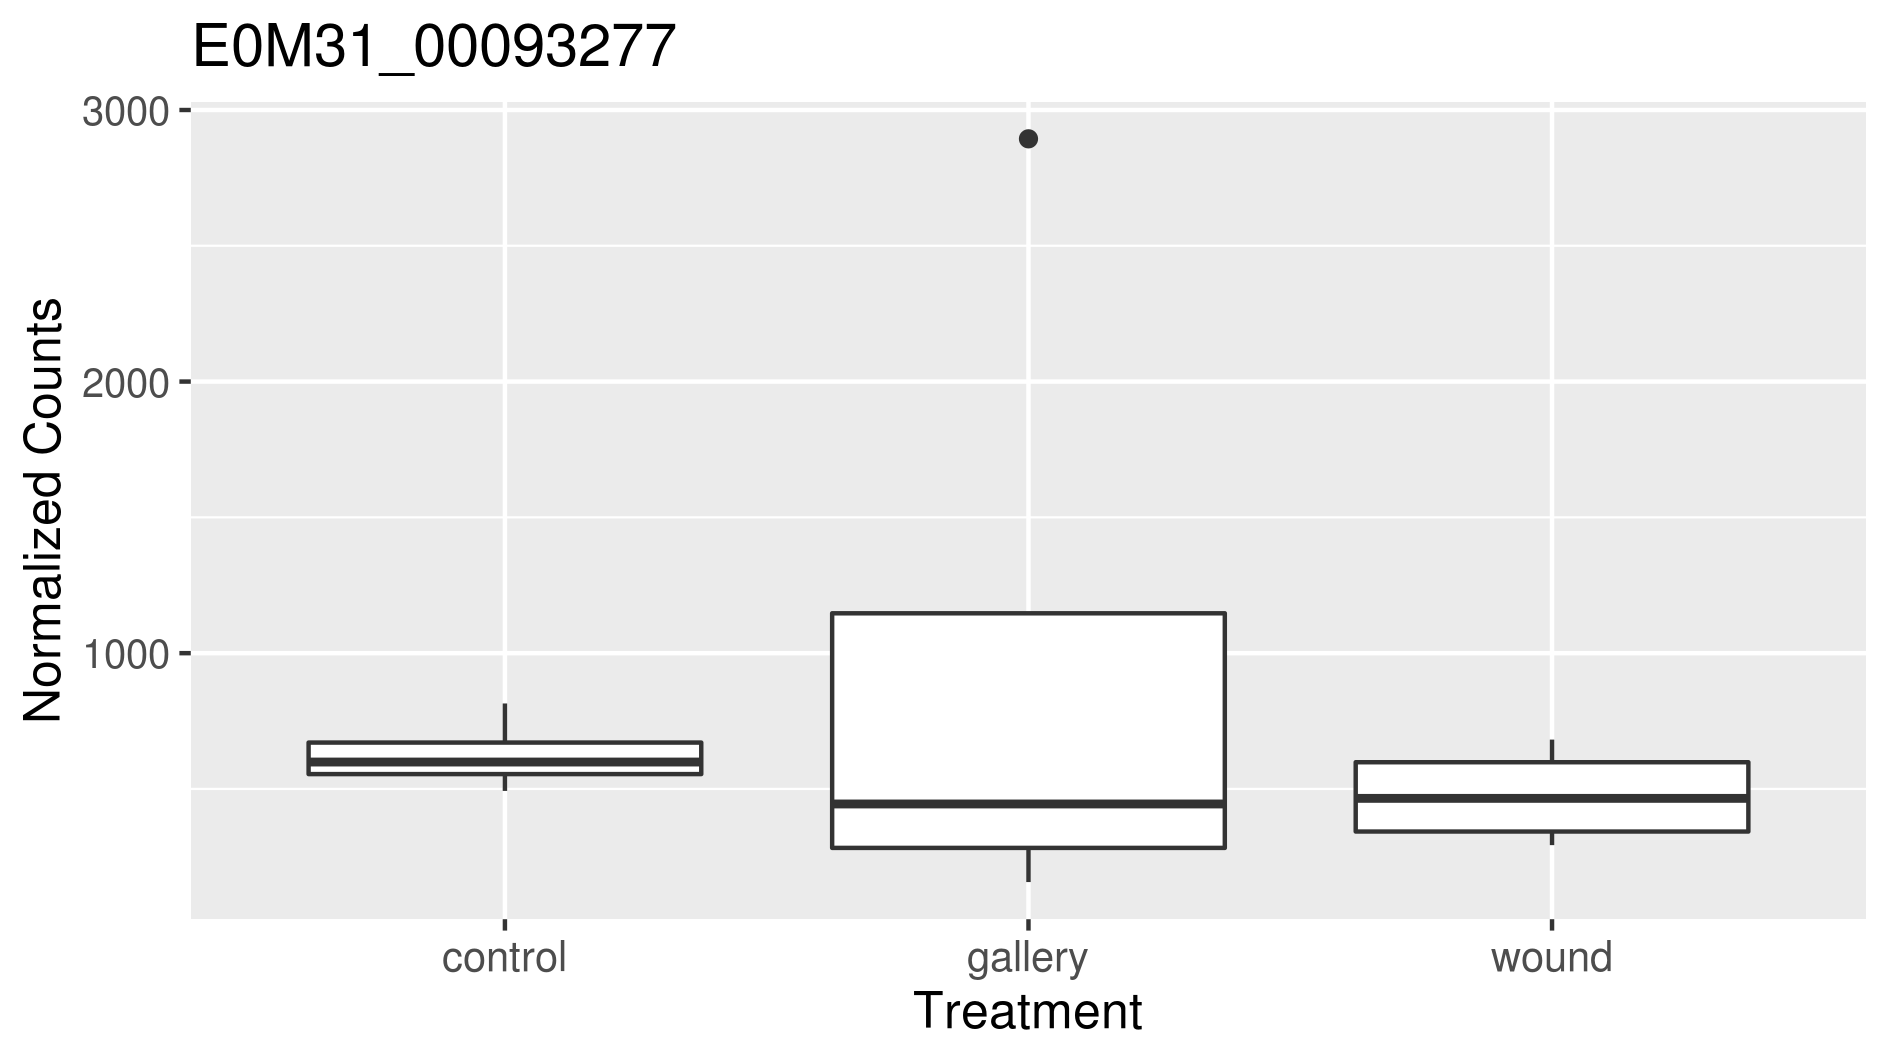 E0M31_00093277
3000
2000
1000
Normalized Counts
control
gallery
wound
Treatment